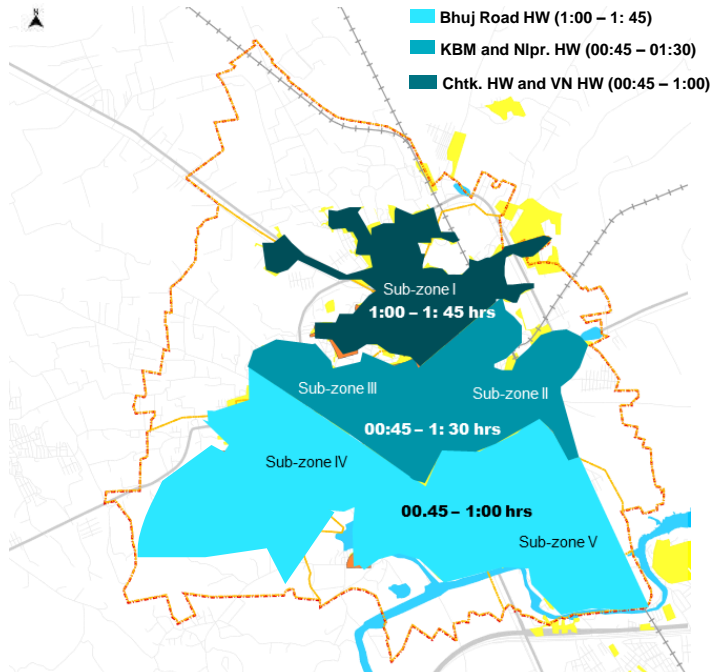 N
Bhuj Road HW (1:00 – 1: 45)
KBM and Nlpr. HW (00:45 – 01:30)
Chtk. HW and VN HW (00:45 – 1:00)
Sub-zone I
1:00 – 1: 45 hrs
Sub-zone III
Sub-zone II
00:45 – 1: 30 hrs
Sub-zone IV
00.45 – 1:00 hrs
Sub-zone V